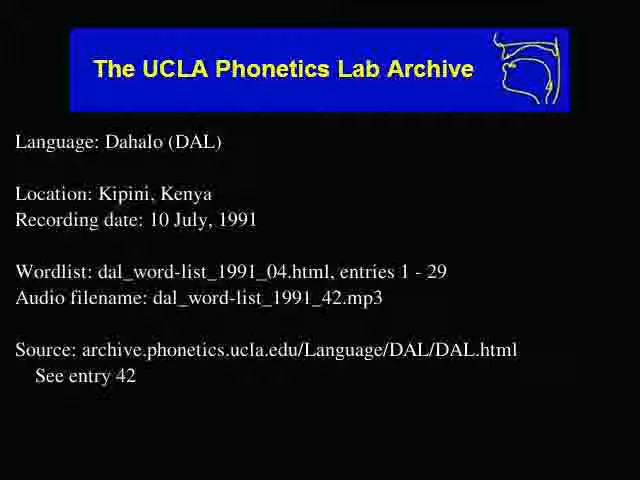 The UCLA Phonetics Lab Archive
Language: Dahalo (DAL)
Location: Kipini, Kenya
Recording date: 10 July, 1991
Wordlist: dal_word-list_1991_04.html, entries 1 - 29
Audio filename: dal_word-list_1991_42.mp3
Source: archive.phonetics.ucla.edu/Language/DAL/DAL.html
See entry 42